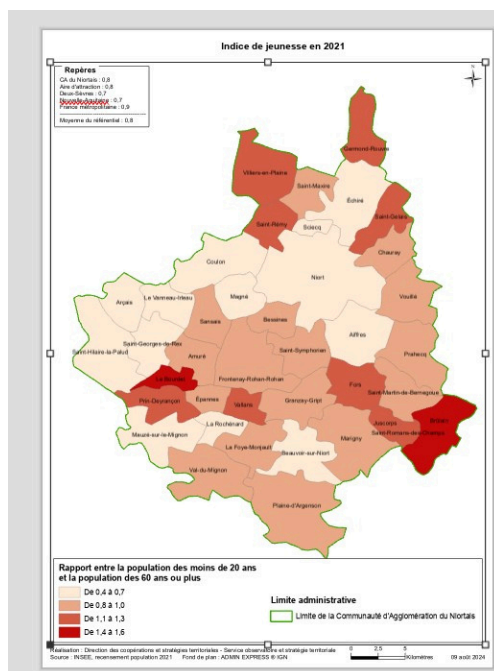 Indice de jeunesse en 2021
Repères
CA du Niortais : 0,8
Aire d'attraction : 0,8
Deux-Sèvres : 0,7
Nouvelle-Aquitaine : 0,7
France métropolitaine : 0,9
Moyenne du référentiel : 0,8
N
Germond-Rouvre
Villiers-en-Plaine
Saint-Maxire
Échiré
Saint-Gelais
Saint-Rémy
Sciecq
Chauray
Coulon
Niort
Vouillé
Arçais
Le Vanneau-Irleau
Magné
Sansais
Bessines
Aiffres
Saint-Georges-de-Rex
Saint-Hilaire-la-Palud
Amuré
Saint-Symphorien
Prahecq
La
Frontenay-Rohan-Rohan
Fors
Saint-Martin-de-Bernegoue
Prin-Deyrançon
Épannes
Vallans
Granzay-Gript
Juscorps
Brûlain
Saint-Romans-des-Champs
La Rochénard
Mauzé-sur-le-Mignon
La Foye-Monjault
Beauvoir-sur-Niort
Marigny
Val-du-Mignon
Plaine-d'Argenson
Rapport entre la population des moins de 20 ans
et la population des 60 ans ou plus
De 0,4 à 0,7
De 0,8 à 1,0
De 1,1 à 1,3
De 1,4 à 1,6
Limite administrative
Limite de la Communauté d'Agglomération du Niortais
Réalisation : Direction des coopérations et stratégies territoriales - Service observatoire et stratégie territoriale
Source : INSEE, recensement population 2021 Fond de plan : ADMIN EXPRESS ® IGN
0 2,5 5
Kilomètres
09 août 2024